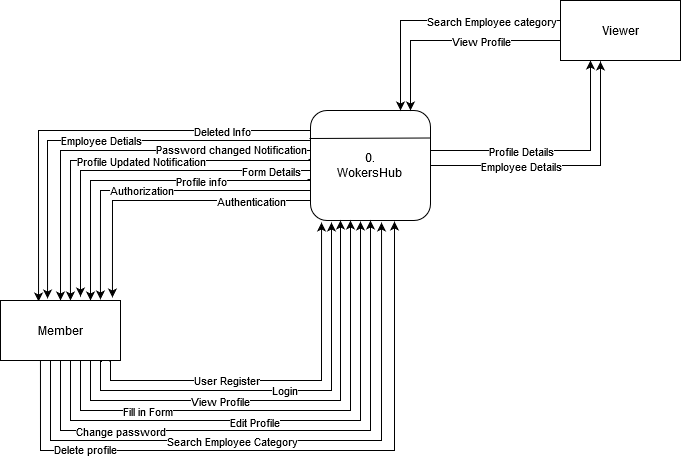 Search Employee category
Viewer
View Profile
Deleted Info
Employee Detials
Password changed Notification
Profile Updated Notification
Form Details
Profile info
Authorization
Authentication
0.
WokersHub
Profile Details
Employee Details
Member
User Register
Login
View Profile
Fill in Form
Edit Profile
Change password
Search Employee Category
Delete profile